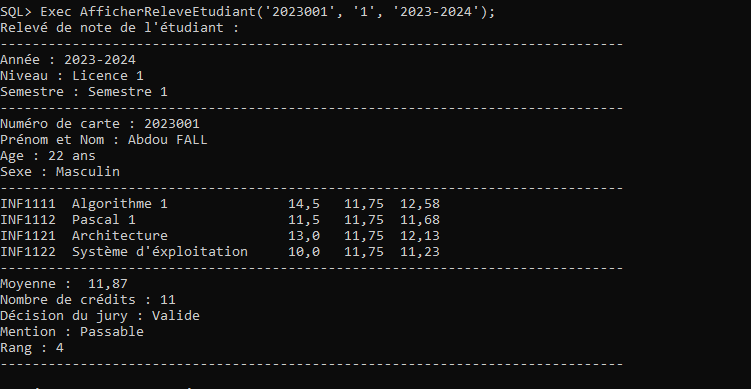 SQL> Exec AfficherReleveEtudiant('2023001', '1', '2023-2024');
Relevé de note de l'étudiant :
------------------------------------------------------------------------------
Année : 2023-2024
Niveau : Licence 1
Semestre : Semestre 1
------------------------------------------------------------------------------
Numéro de carte : 2023001
Prénom et Nom : Abdou FALL
Age : 22 ans
Sexe : Masculin
------------------------------------------------------------------------------
INF1111  Algorithme 1               14,5   11,75  12,58
INF1112  Pascal 1                   11,5   11,75  11,68
INF1121  Architecture               13,0   11,75  12,13
INF1122  Système d'éxploitation     10,0   11,75  11,23
------------------------------------------------------------------------------
Moyenne :  11,87
Nombre de crédits : 11
Décision du jury : Valide
Mention : Passable
Rang : 4
------------------------------------------------------------------------------